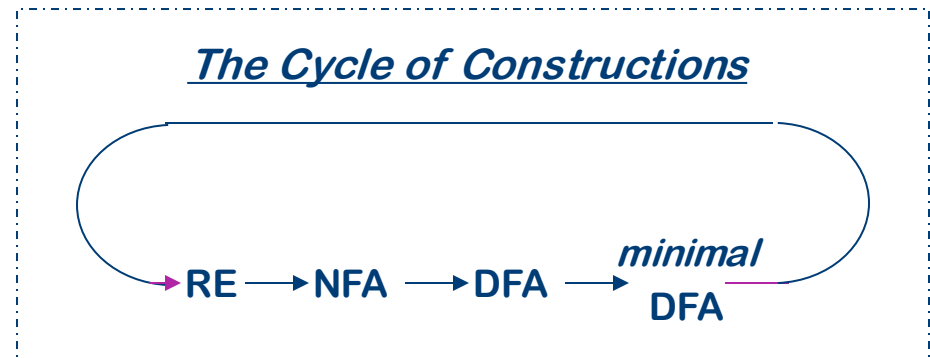 The Cycle of Constructions
minimal
RE NFA DFA
DFA